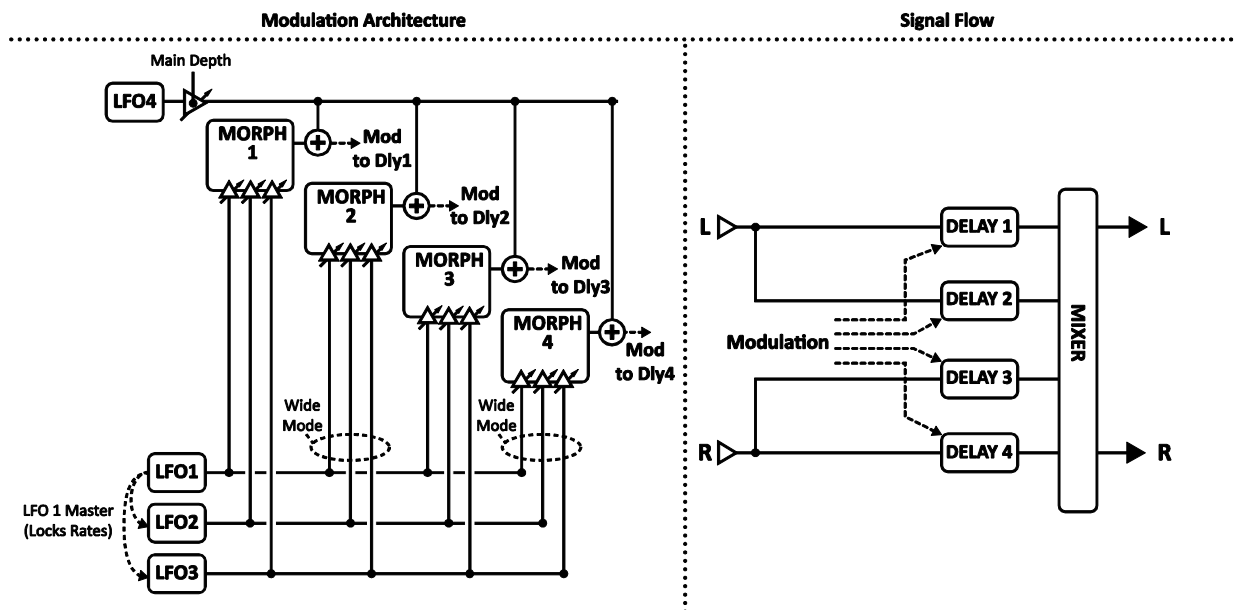 Modulation Architecture
Signal Flow
Main Depth
LFO4
MORPH
1
Mod
to Dly1
MORPH
2
Mod
to Dly2
MORPH
3
Mod
to Dly3
MORPH
4
Mod
to Dly4
Wide
Mode
Wide
Mode
LFO1
LFO 1 Master
(Locks Rates)
LFO2
LFO3
L
DELAY 1
L
DELAY 2
Modulation
MIXER
DELAY 3
R
DELAY 4
R